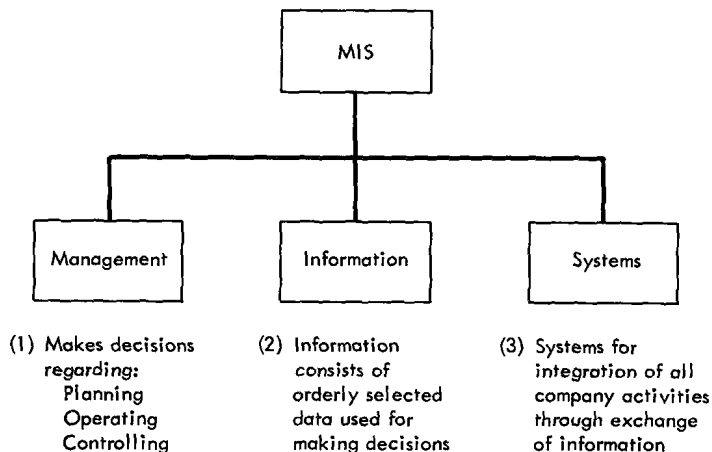 MIS
Management
Information
Systems
(1) Makes decisions
regarding:
Planning
Operating
Controlling
(2) Information
consists of
orderly selected
data used for
making decisions
(3) Systems for
integration of all
company activities
through exchange
of information